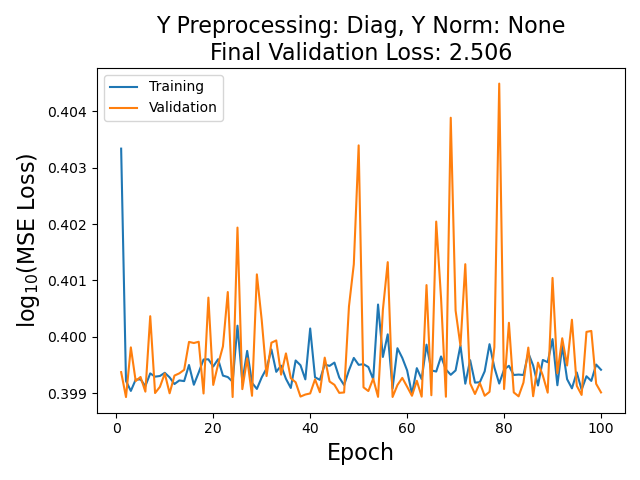 Y Preprocessing: Diag, Y Norm: None
Final Validation Loss: 2.506
Training
Validation
0.404
0.403
0.402
0.401
0.400
0.399
log₁₀(MSE Loss)
0
20
40
60
80
100
Epoch